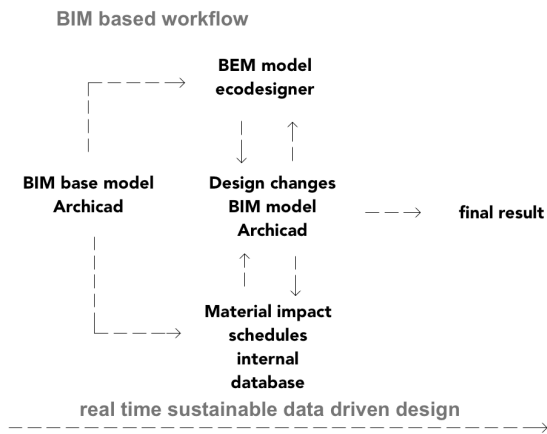 BIM based workflow
BEM model
ecodesigner
BIM base model
Archicad
Design changes
BIM model
Archicad
final result
Material impact
schedules
internal
database
real time sustainable data driven design